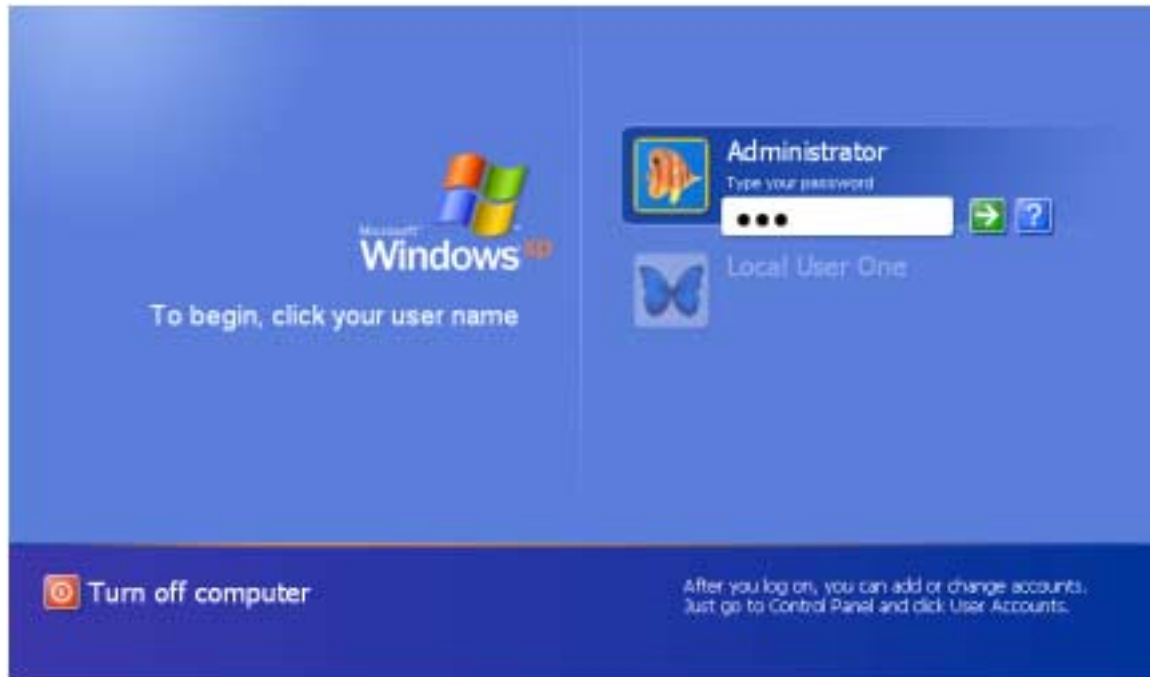 Microsoft
Windows xp
To begin, click your user name
Administrator
Type your password
Local User One
Turn off computer
After you log on, you can add or change accounts.
Just go to Control Panel and click User Accounts.